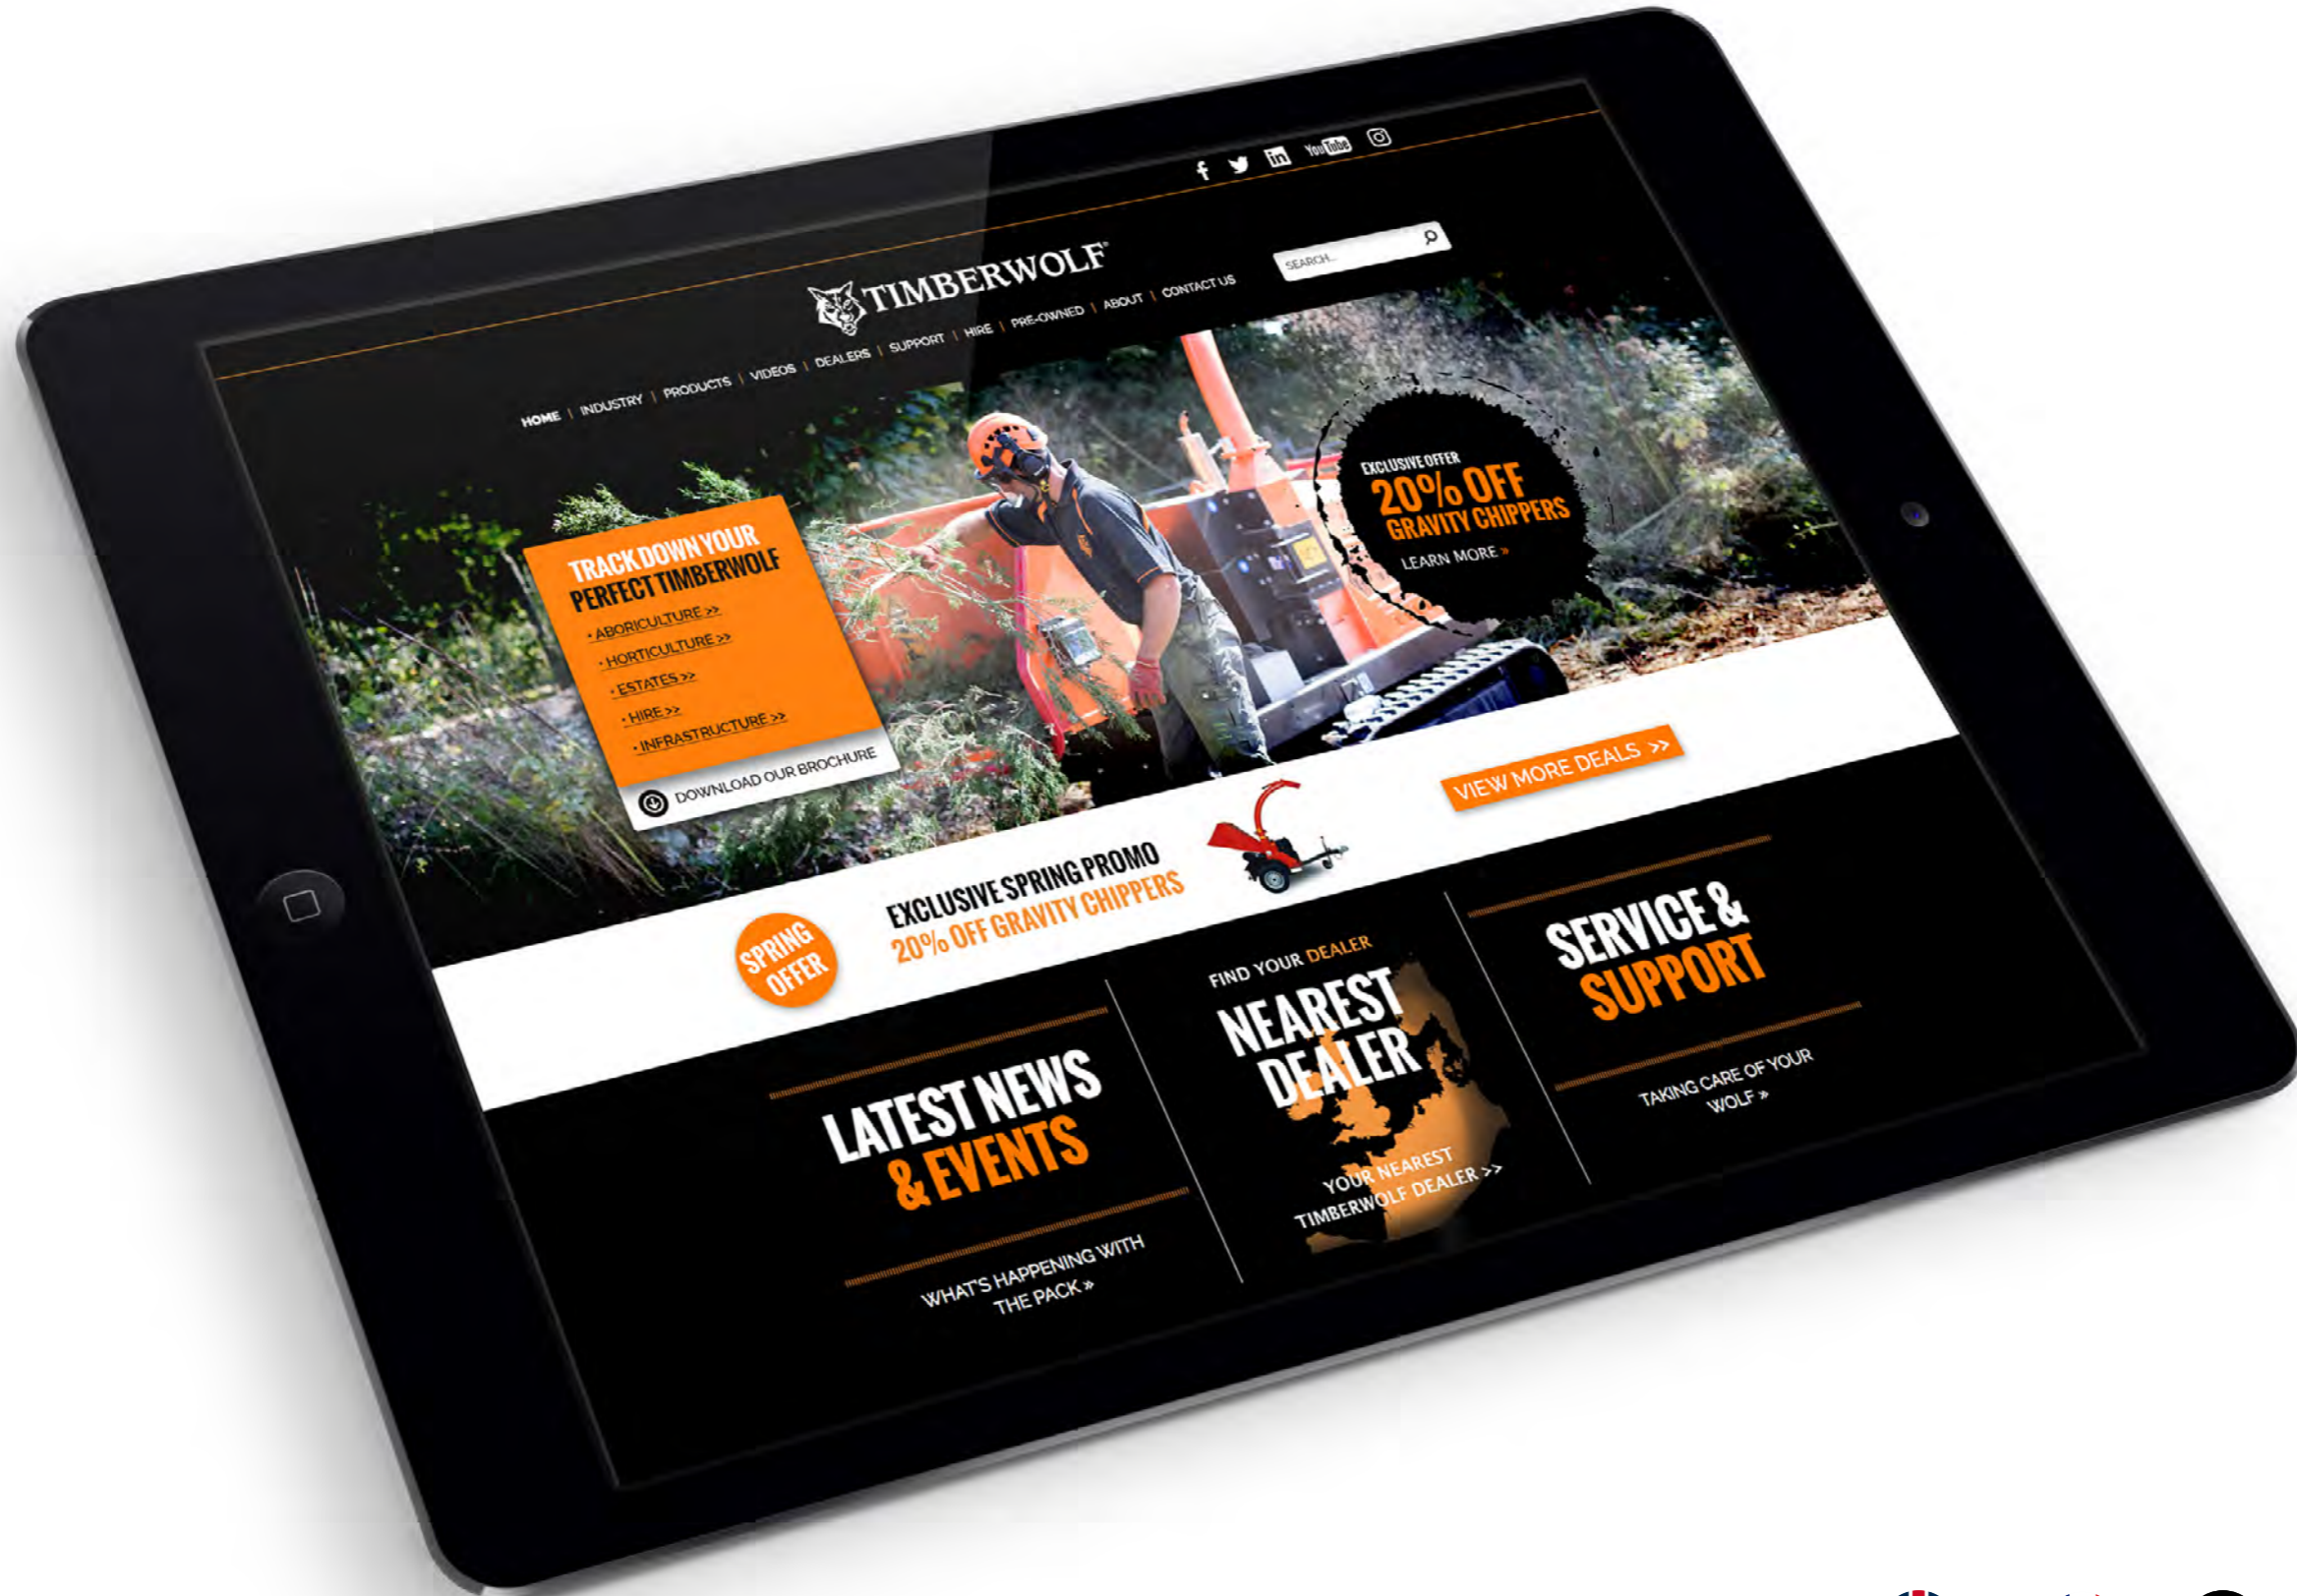 You Tube
TIMBERWOLF
SEARCH...
HOME | INDUSTRY | PRODUCTS | VIDEOS | DEALERS | SUPPORT | HIRE | PRE-OWNED | ABOUT | CONTACT US
TRACK DOWN YOUR
PERFECT TIMBERWOLF
• ABORICULTURE >>
• HORTICULTURE >>
• ESTATES >>
• HIRE >>
• INFRASTRUCTURE >>
DOWNLOAD OUR BROCHURE
EXCLUSIVE OFFER
20% OFF
GRAVITY CHIPPERS
LEARN MORE »
SPRING
OFFER
EXCLUSIVE SPRING PROMO
20% OFF GRAVITY CHIPPERS
VIEW MORE DEALS >>
LATEST NEWS
& EVENTS
WHAT'S HAPPENING WITH
THE PACK »
FIND YOUR DEALER
NEAREST
DEALER
YOUR NEAREST
TIMBERWOLF DEALER >>
SERVICE &
SUPPORT
TAKING CARE OF YOUR
WOLF »